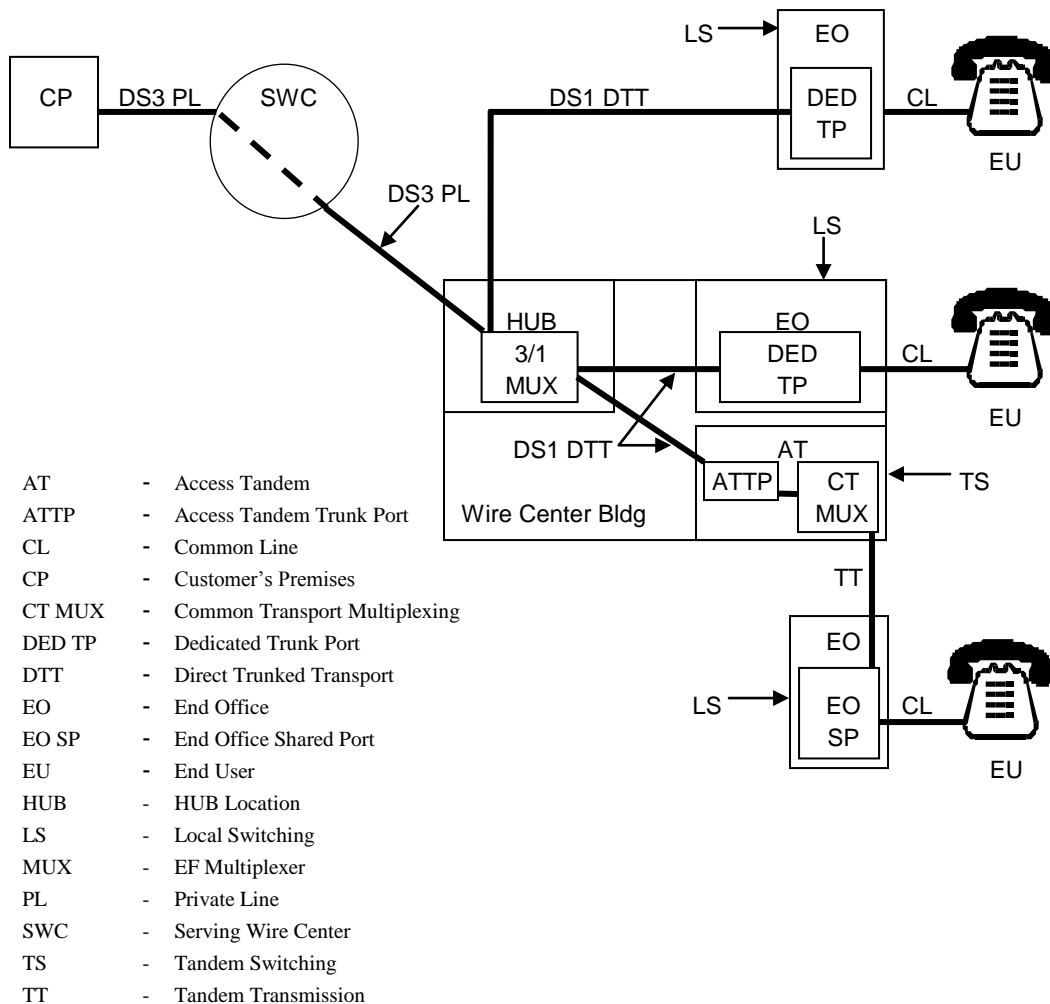 LS
EO
CP
DS3 PL
SWC
DS1 DTT
DED
TP
CL
EU
DS3 PL
LS
HUB
3/1
MUX
EO
DED
TP
CL
EU
DS1 DTT
AT
ATTP
CT
MUX
TS
Wire Center Bldg
TT
EO
LS
EO
SP
CL
EU
AT - Access Tandem
ATTP - Access Tandem Trunk Port
CL - Common Line
CP - Customer’s Premises
CT MUX - Common Transport Multiplexing
DED TP - Dedicated Trunk Port
DTT - Direct Trunked Transport
EO - End Office
EO SP - End Office Shared Port
EU - End User
HUB - HUB Location
LS - Local Switching
MUX - EF Multiplexer
PL - Private Line
SWC - Serving Wire Center
TS - Tandem Switching
TT - Tandem Transmission